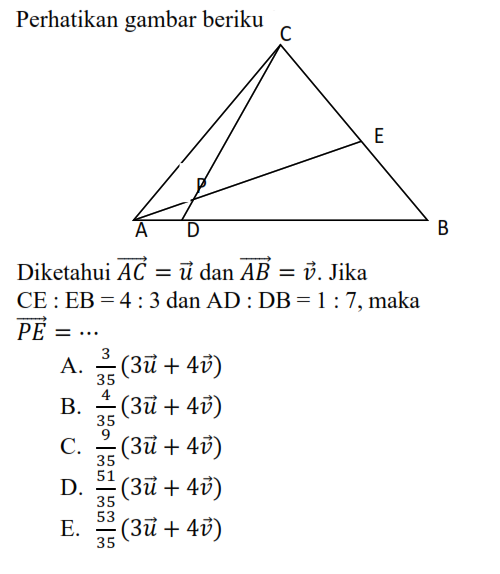 Perhatikan gambar beriku
C
E
P
A D B
Diketahui $\overrightarrow{AC} = \vec{u}$ dan $\overrightarrow{AB} = \vec{v}$. Jika
CE : EB = 4 : 3 dan AD : DB = 1 : 7, maka
$\overrightarrow{PE}$ = ⋯
A. $\frac{3}{35}(3\vec{u} + 4\vec{v})$
B. $\frac{4}{35}(3\vec{u} + 4\vec{v})$
C. $\frac{9}{35}(3\vec{u} + 4\vec{v})$
D. $\frac{51}{35}(3\vec{u} + 4\vec{v})$
E. $\frac{53}{35}(3\vec{u} + 4\vec{v})$